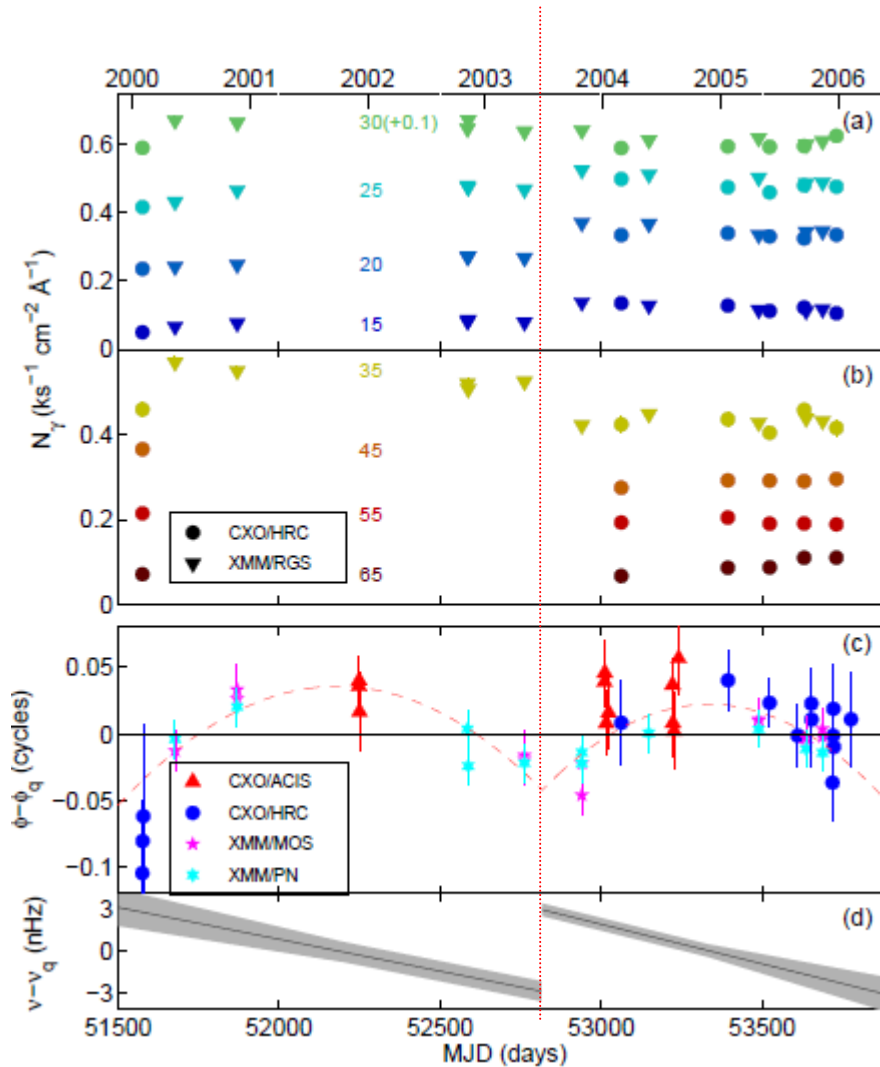 2000 2001 2002 2003 2004 2005 2006
(a)
30(+0.1)
0.6
25
0.4
20
0.2
15
0
N_γ (ks⁻¹ cm⁻² Å⁻¹)
(b)
35
0.4
45
0.2
55
CXO/HRC
XMM/RGS
65
0
(c)
0.05
0
−0.05
−0.1
ϕ−ϕ_q (cycles)
CXO/ACIS
CXO/HRC
XMM/MOS
XMM/PN
(d)
3
0
−3
ν−ν_q (nHz)
51500 52000 52500 53000 53500
MJD (days)